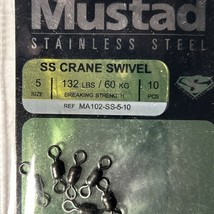 Mustad
STAINLESS STEEL
SS CRANE SWIVEL
5 132 LBS / 60 KG 10
SIZE BREAKING STRENGTH PCS
REF MA102-SS-5-10